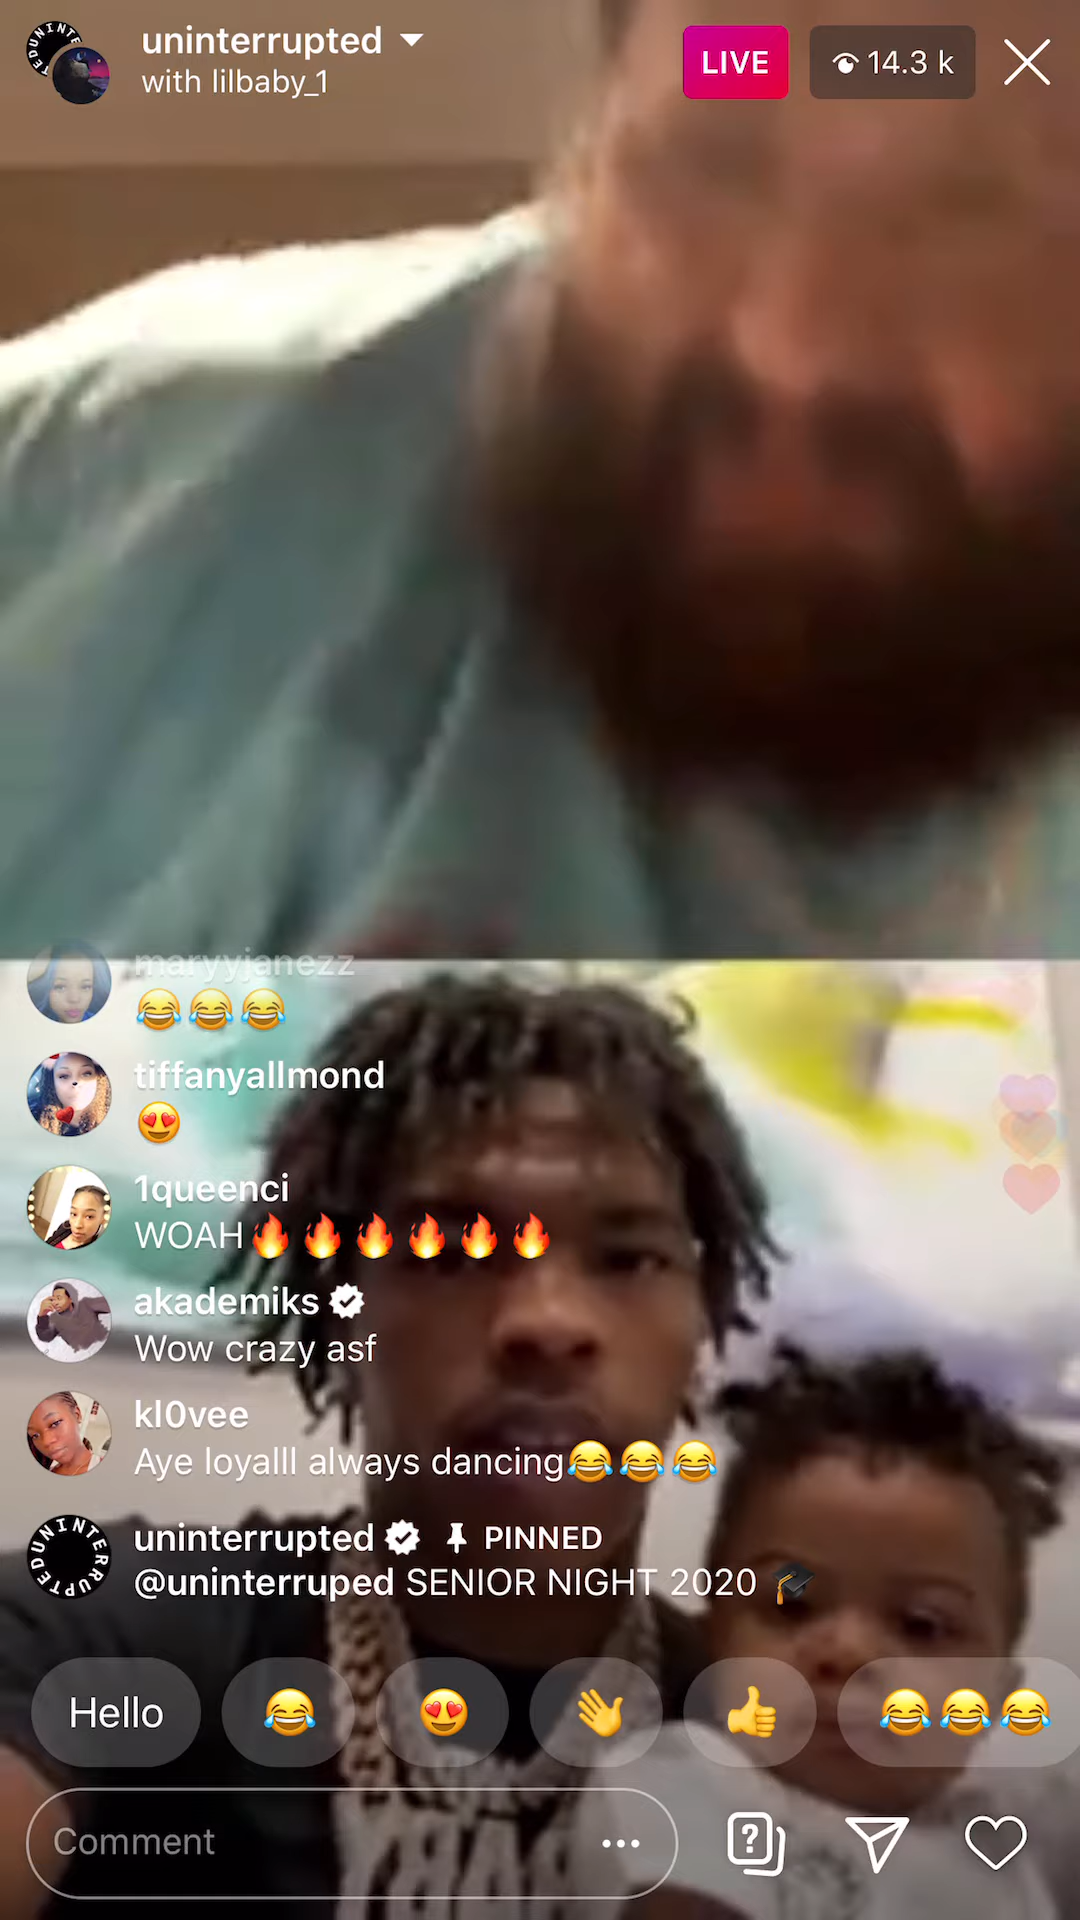 uninterrupted
with lilbaby_1
LIVE
14.3 k
maryyjanezz
😂😂😂
tiffanyallmond
😍
1queenci
WOAH🔥🔥🔥🔥🔥🔥
akademiks
Wow crazy asf
kl0vee
Aye loyalll always dancing😂😂😂
UNINTERRUPTED
uninterrupted PINNED
@uninterruped SENIOR NIGHT 2020 🎓
Hello 😂 😍 👋 👍 😂😂😂
Comment